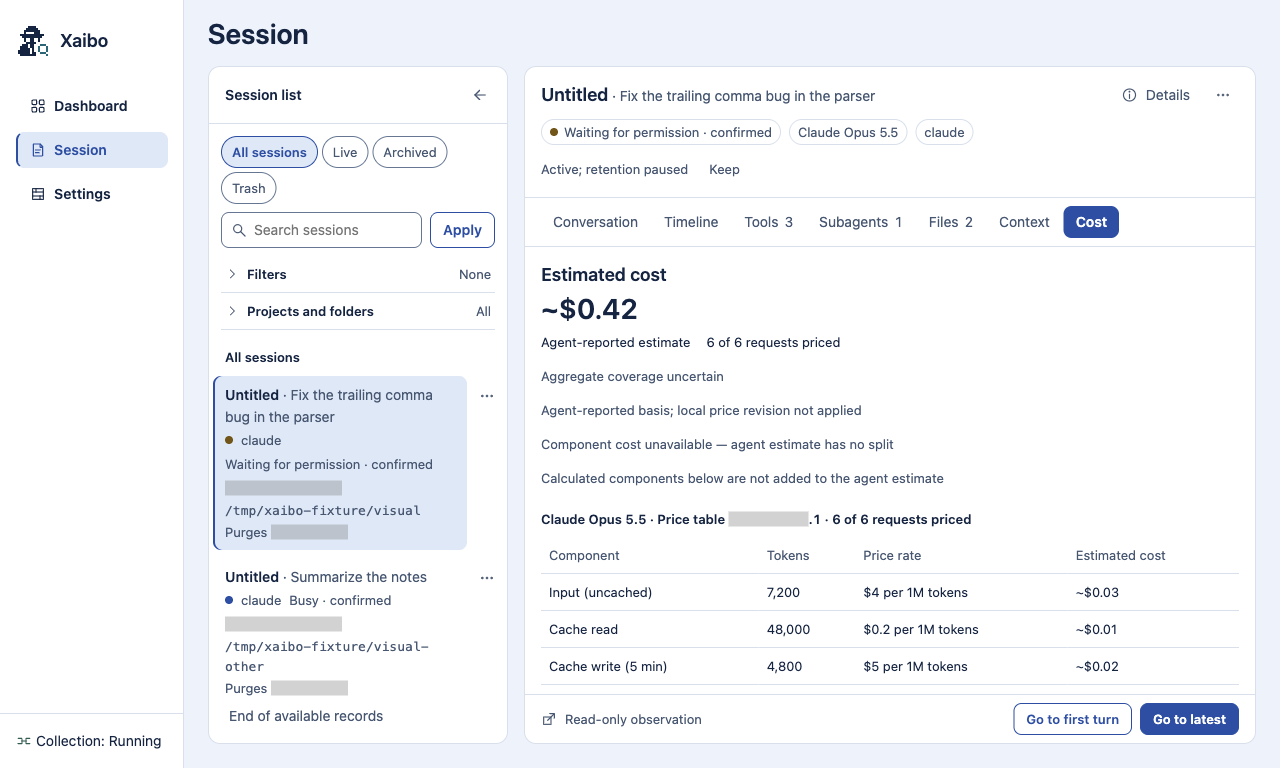 Xaibo
Dashboard
Session
Settings
Collection: Running
Session
Session list
All sessions
Live
Archived
Trash
Search sessions
Apply
Filters
None
Projects and folders
All
All sessions
Untitled · Fix the trailing comma
bug in the parser
claude
Waiting for permission · confirmed
/tmp/xaibo-fixture/visual
Purges
Untitled · Summarize the notes
claude Busy · confirmed
/tmp/xaibo-fixture/visual-
other
Purges
End of available records
Untitled · Fix the trailing comma bug in the parser
Details
Waiting for permission · confirmed
Claude Opus 5.5
claude
Active; retention paused
Keep
Conversation
Timeline
Tools 3
Subagents 1
Files 2
Context
Cost
Estimated cost
~$0.42
Agent-reported estimate 6 of 6 requests priced
Aggregate coverage uncertain
Agent-reported basis; local price revision not applied
Component cost unavailable — agent estimate has no split
Calculated components below are not added to the agent estimate
Claude Opus 5.5 · Price table .1 · 6 of 6 requests priced
Component Tokens Price rate Estimated cost
Input (uncached) 7,200 $4 per 1M tokens ~$0.03
Cache read 48,000 $0.2 per 1M tokens ~$0.01
Cache write (5 min) 4,800 $5 per 1M tokens ~$0.02
Read-only observation
Go to first turn
Go to latest